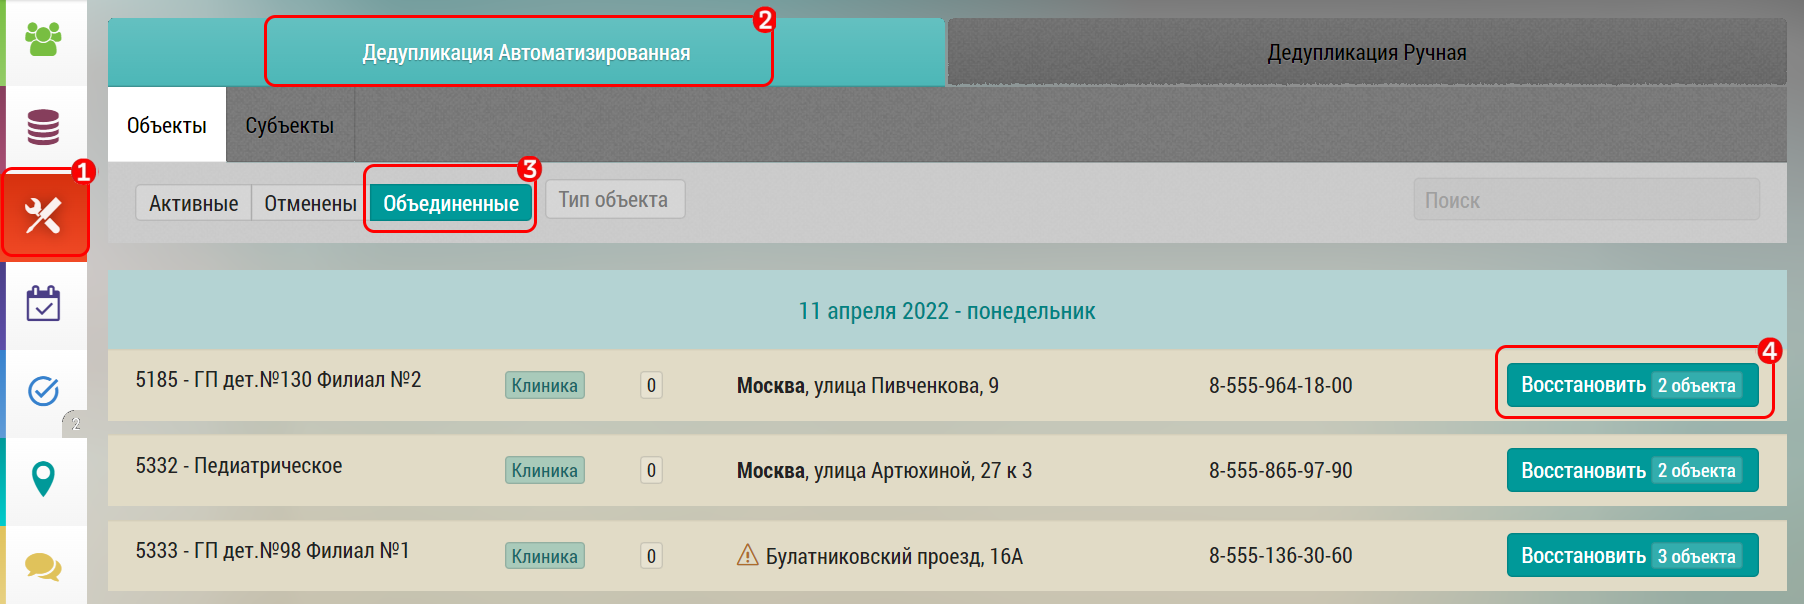 2
Дедупликация Автоматизированная
Дедупликация Ручная
Объекты
Субъекты
1
3
Активные
Отменены
Объединенные
Тип объекта
Поиск
11 апреля 2022 - понедельник
4
5185 - ГП дет.№130 Филиал №2
Клиника
0
Москва, улица Пивченкова, 9
8-555-964-18-00
Восстановить 2 объекта
2
5332 - Педиатрическое
Клиника
0
Москва, улица Артюхиной, 27 к 3
8-555-865-97-90
Восстановить 2 объекта
5333 - ГП дет.№98 Филиал №1
Клиника
0
Булатниковский проезд, 16А
8-555-136-30-60
Восстановить 3 объекта